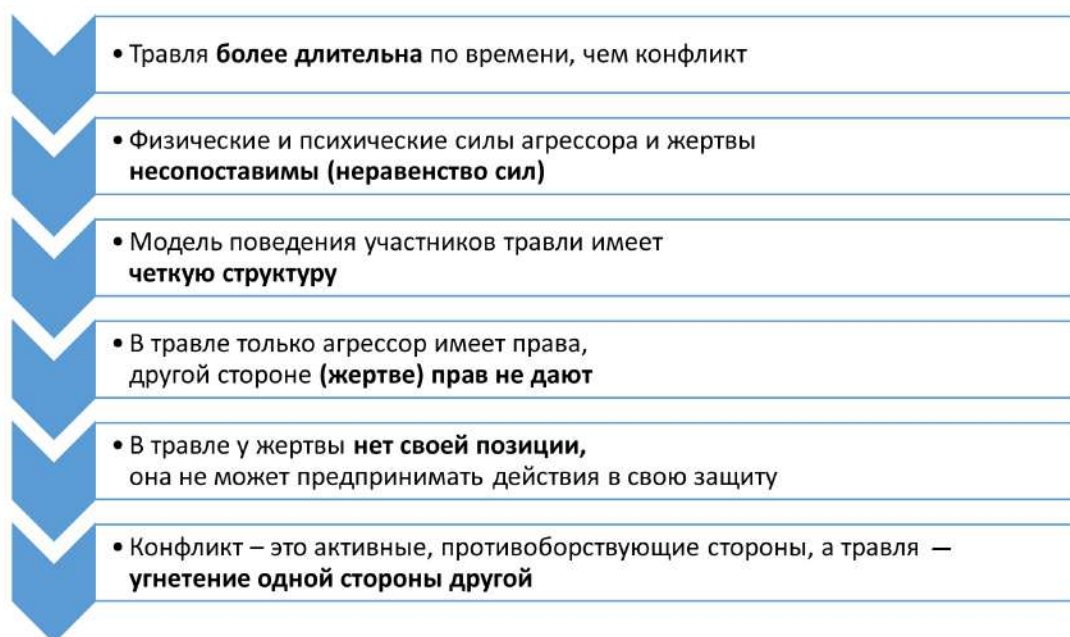 • Травля более длительна по времени, чем конфликт
• Физические и психические силы агрессора и жертвы
несопоставимы (неравенство сил)
• Модель поведения участников травли имеет
четкую структуру
• В травле только агрессор имеет права,
другой стороне (жертве) прав не дают
• В травле у жертвы нет своей позиции,
она не может предпринимать действия в свою защиту
• Конфликт – это активные, противоборствующие стороны, а травля —
угнетение одной стороны другой